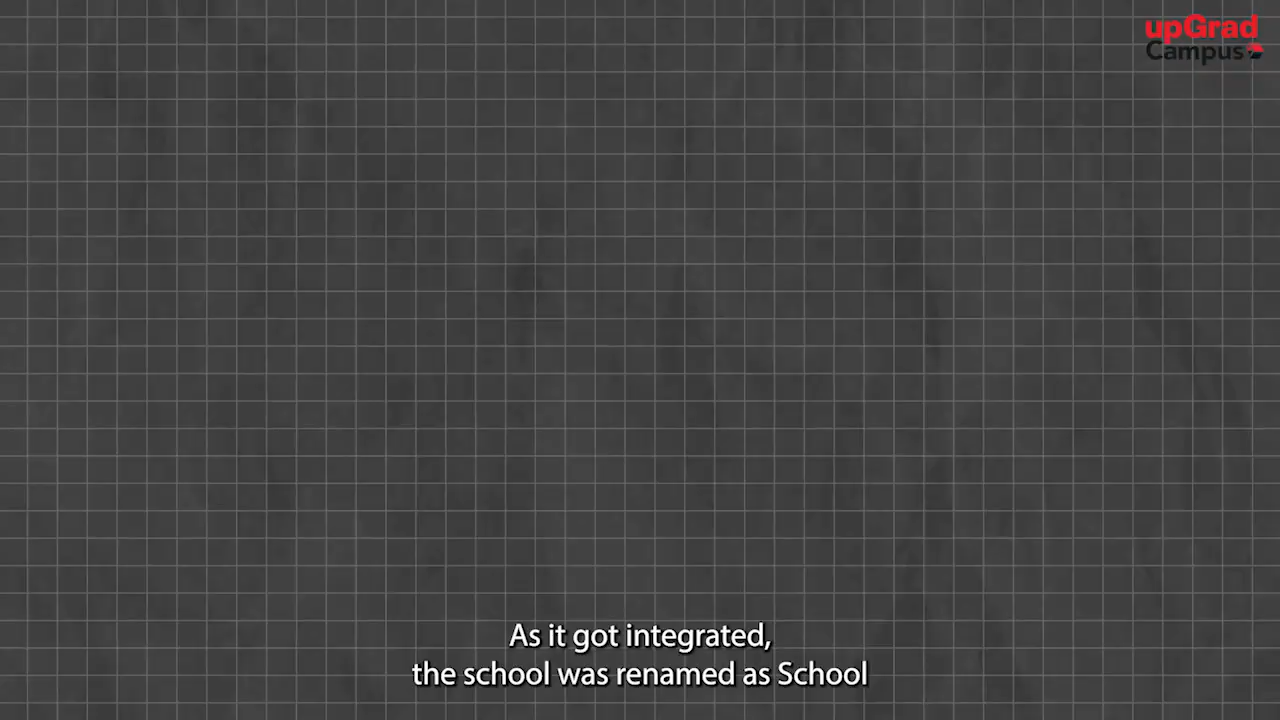 upGrad
Campus
As it got integrated,
the school was renamed as School